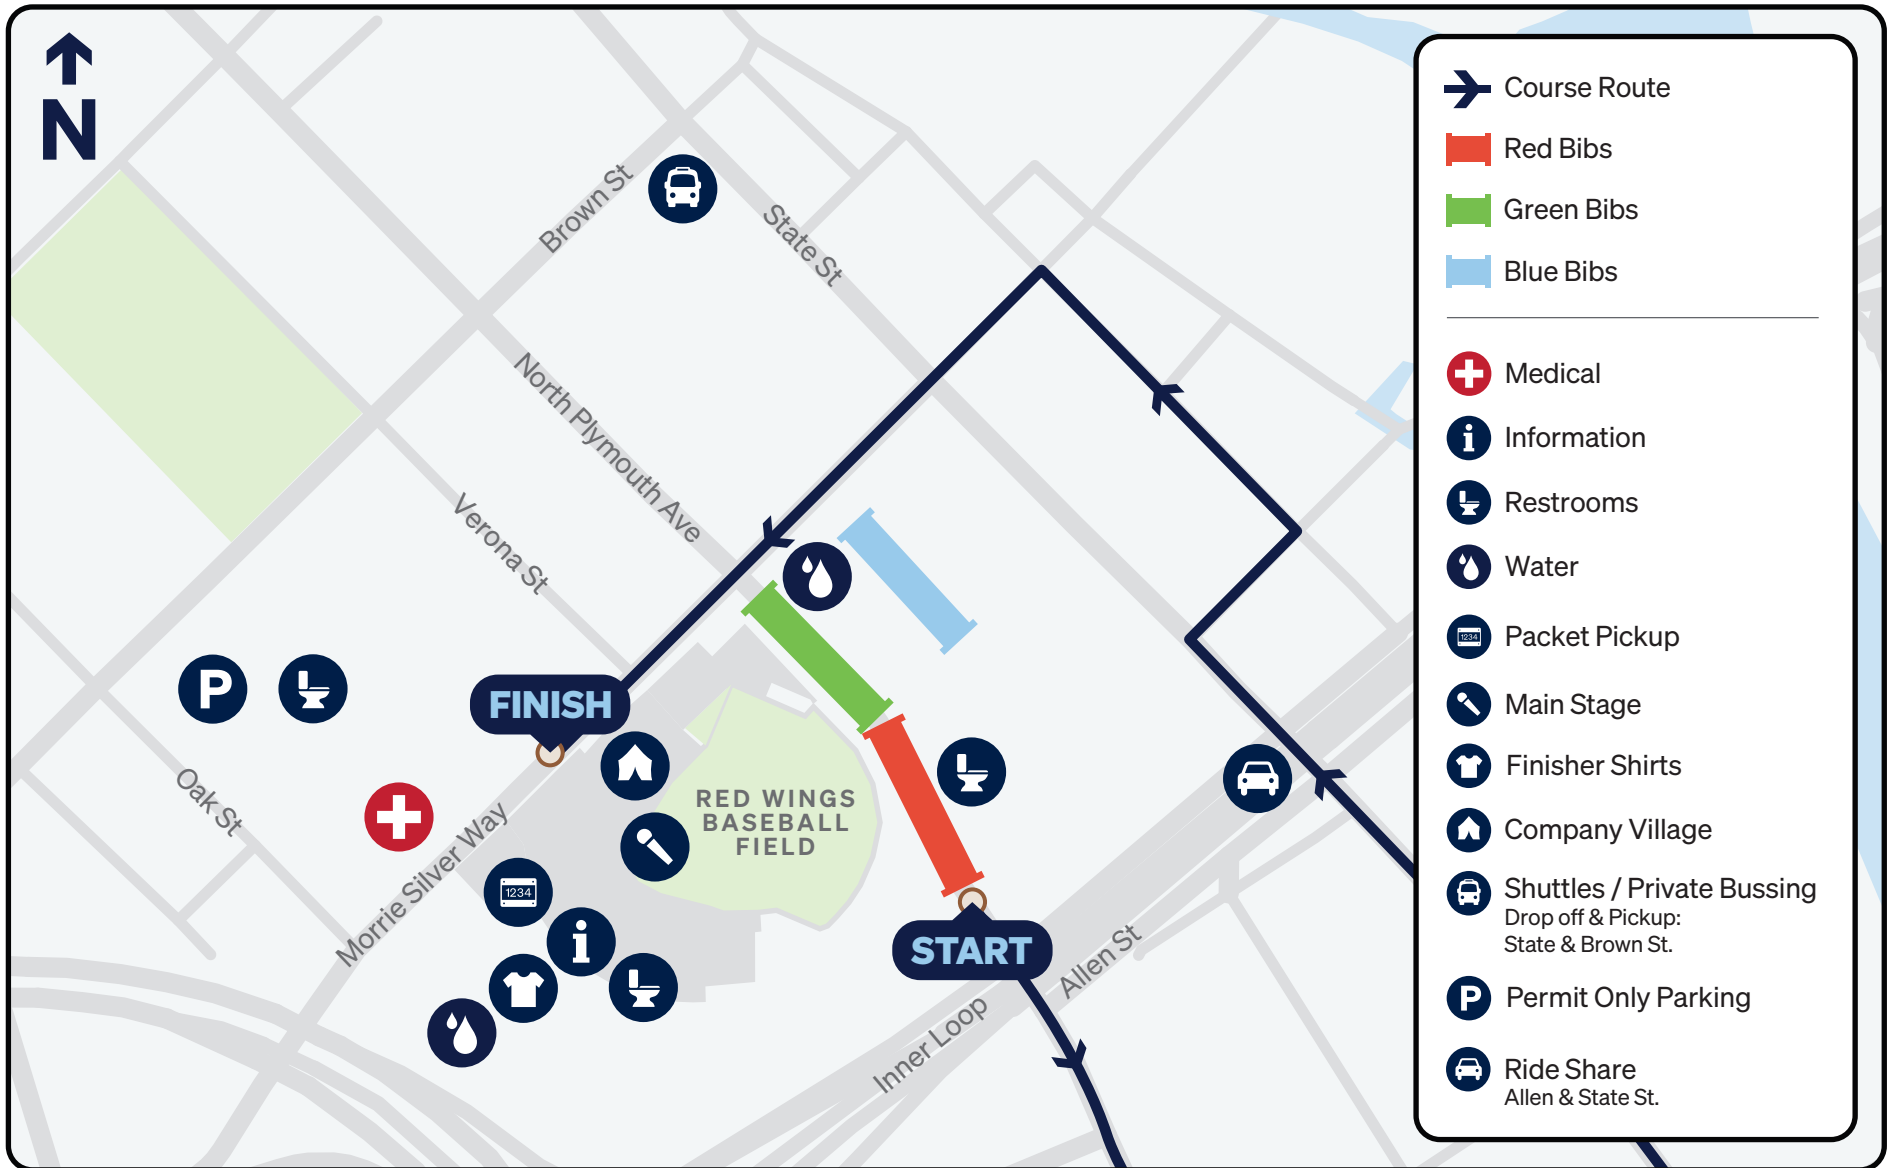 N
Brown St
State St
North Plymouth Ave
Verona St
Oak St
P
FINISH
RED WINGS
BASEBALL
FIELD
Morrie Silver Way
1234
i
START
Allen St
Inner Loop
Course Route
Red Bibs
Green Bibs
Blue Bibs
Medical
i Information
Restrooms
Water
1234 Packet Pickup
Main Stage
Finisher Shirts
Company Village
Shuttles / Private Bussing
Drop off & Pickup:
State & Brown St.
P Permit Only Parking
Ride Share
Allen & State St.